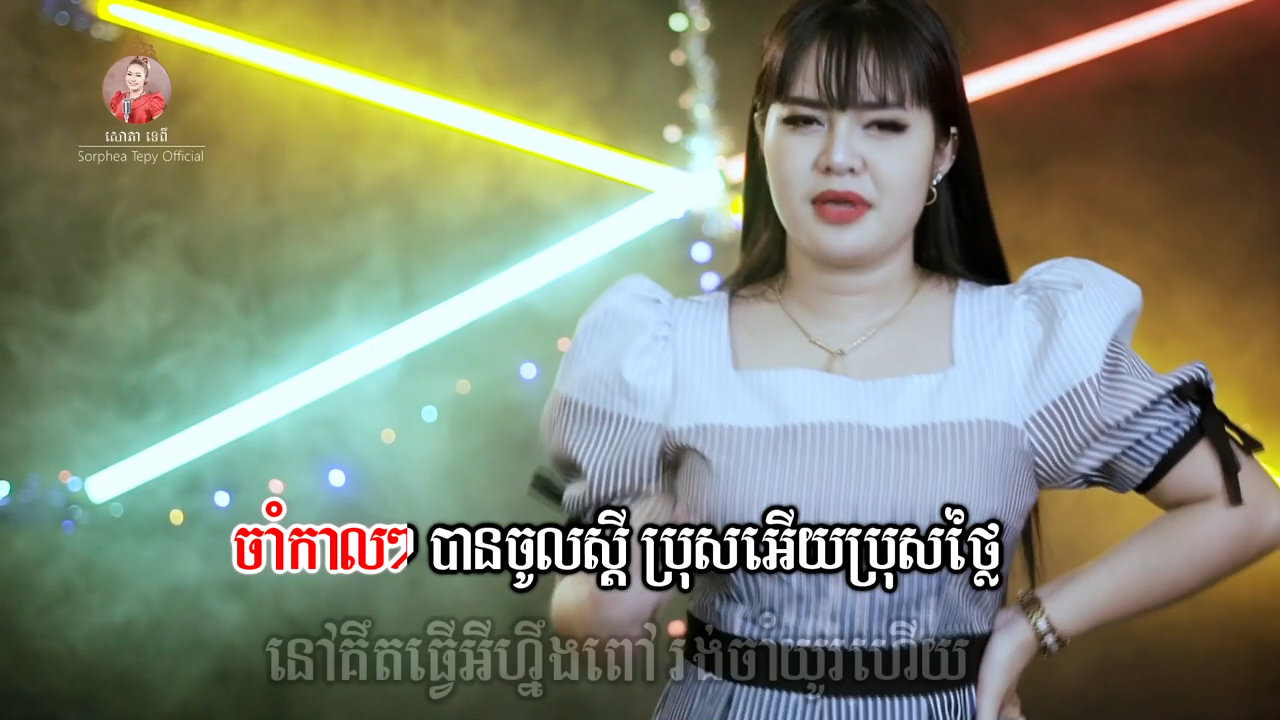 សោភា ទេពី
Sorphea Tepy Official
ចាំកាលៗ បានចូលស្ដី ប្រុសអើយប្រុសថ្លៃ
នៅគឹតធ្វើអីហ្នឹងពៅ រង់ចាំយូរហើយ